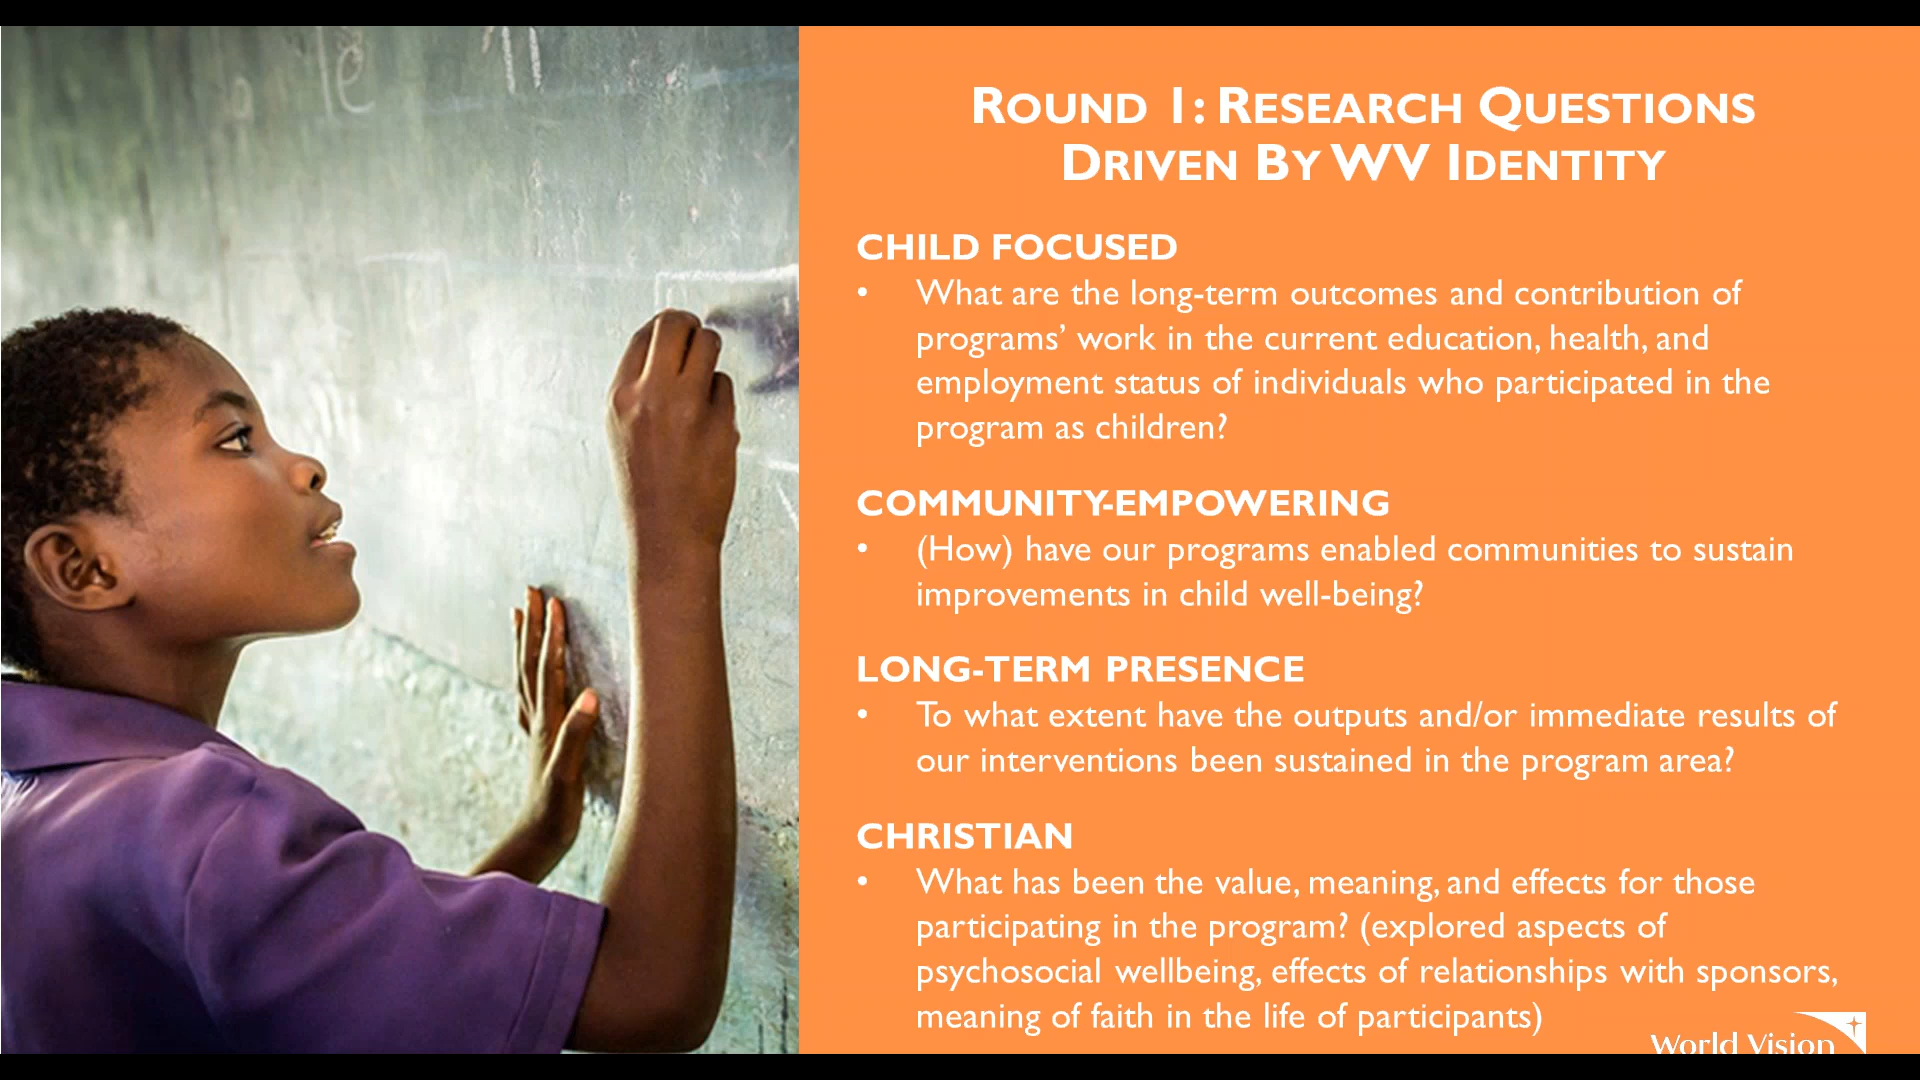 ROUND 1: RESEARCH QUESTIONS
DRIVEN BY WV IDENTITY
CHILD FOCUSED
• What are the long-term outcomes and contribution of
programs’ work in the current education, health, and
employment status of individuals who participated in the
program as children?
COMMUNITY-EMPOWERING
• (How) have our programs enabled communities to sustain
improvements in child well-being?
LONG-TERM PRESENCE
• To what extent have the outputs and/or immediate results of
our interventions been sustained in the program area?
CHRISTIAN
• What has been the value, meaning, and effects for those
participating in the program? (explored aspects of
psychosocial wellbeing, effects of relationships with sponsors,
meaning of faith in the life of participants)
World Vision